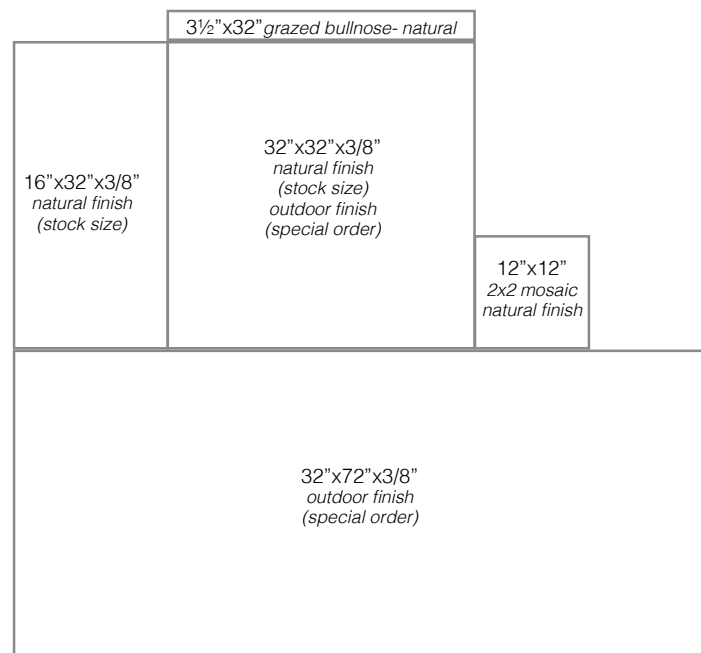 3½”x32” grazed bullnose- natural
16”x32”x3/8”
natural finish
(stock size)
32”x32”x3/8”
natural finish
(stock size)
outdoor finish
(special order)
12”x12”
2x2 mosaic
natural finish
32”x72”x3/8”
outdoor finish
(special order)